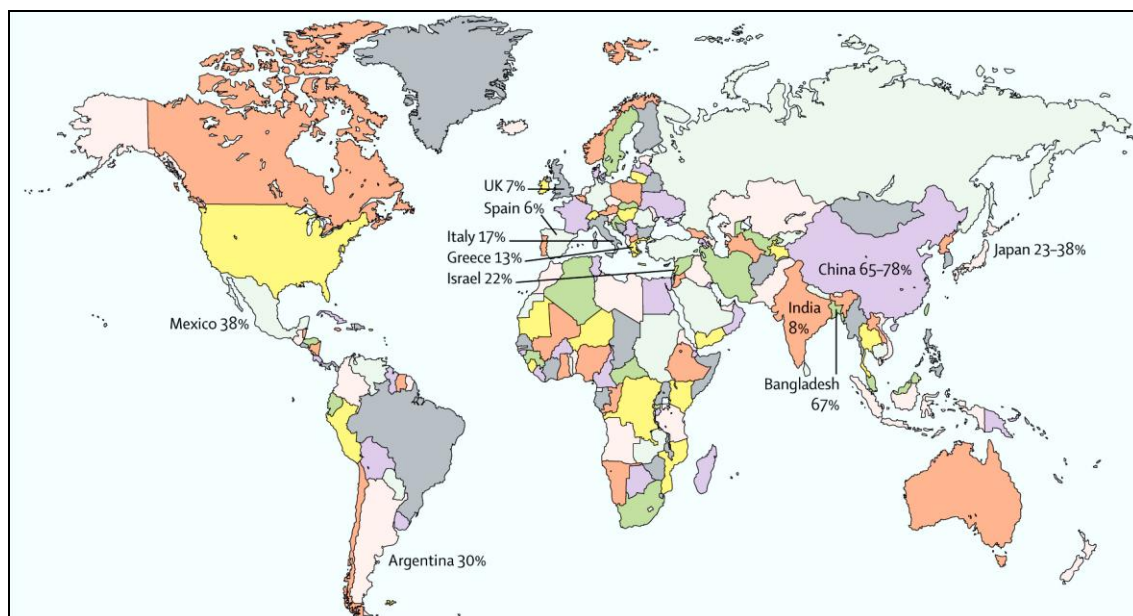 UK 7%
Spain 6%
Italy 17%
Greece 13%
Israel 22%
Japan 23–38%
China 65–78%
India
8%
Mexico 38%
Bangladesh
67%
Argentina 30%